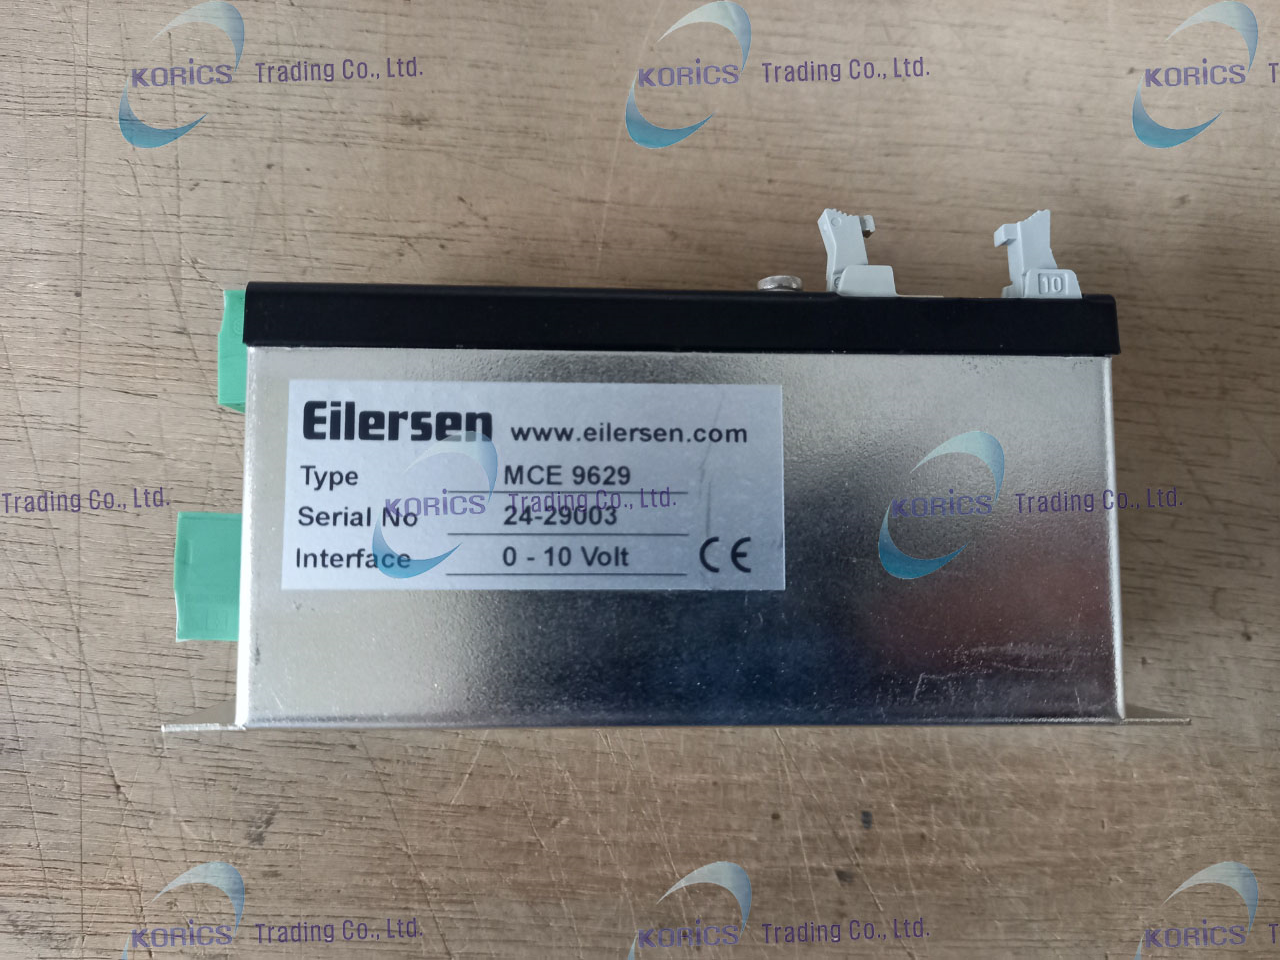 KORICS Trading Co., Ltd.
KORICS Trading Co., Ltd.
KORICS T
10
Eilersen www.eilersen.com
Type MCE 9629
Trading Co., Ltd.
KORICS Trading Co., Ltd.
KORICS Trading Co., Ltd.
Serial No 24-29003
Interface 0 - 10 Volt CE
KORICS Trading Co., Ltd.
KORICS Trading Co., Ltd.
KORICS T